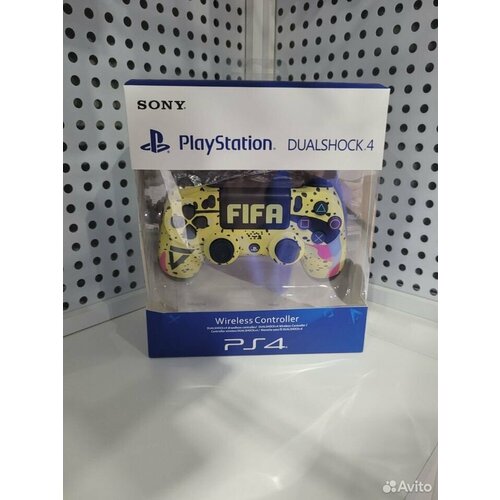 SONY
PlayStation DUALSHOCK 4
FIFA
Wireless Controller
PS4
Avito